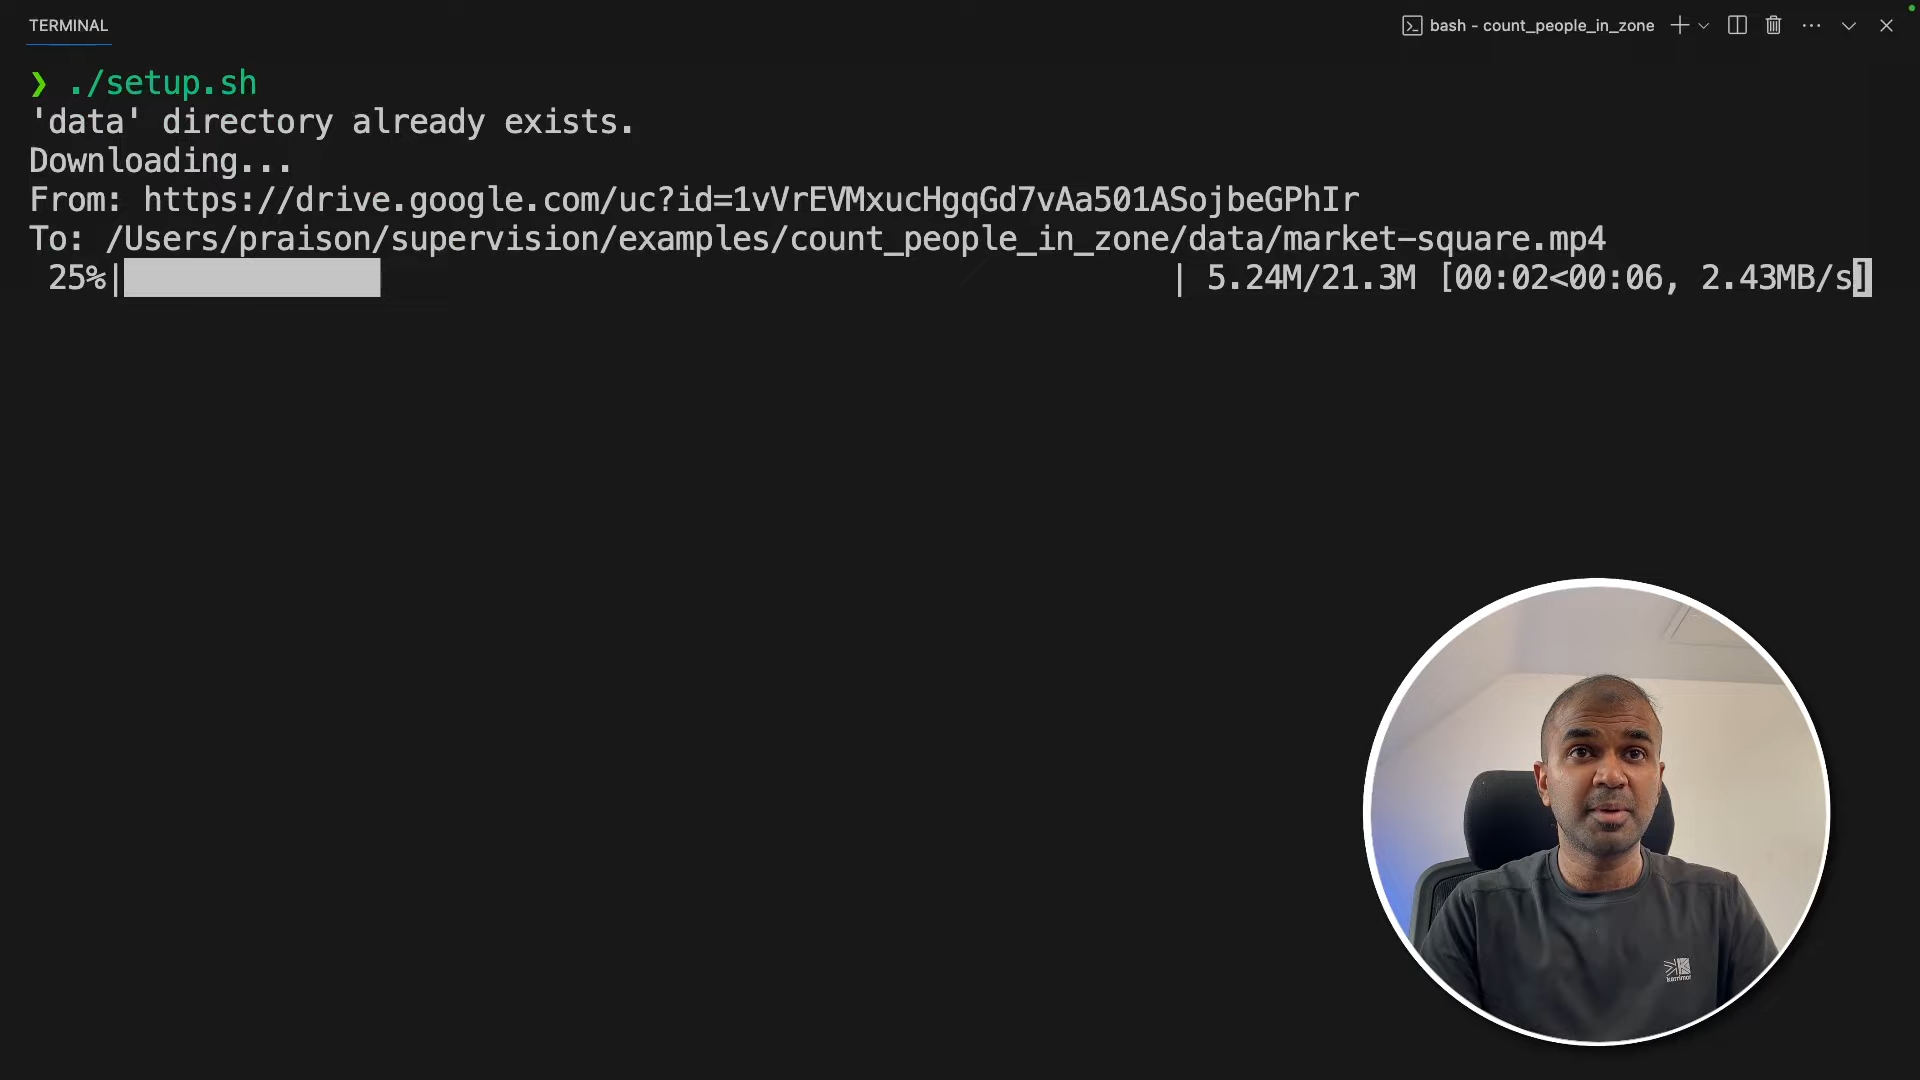 TERMINAL
bash - count_people_in_zone
❯ ./setup.sh
'data' directory already exists.
Downloading...
From: https://drive.google.com/uc?id=1vVrEVMxucHgqGd7vAa501ASojbeGPhIr
To: /Users/praison/supervision/examples/count_people_in_zone/data/market-square.mp4
25%| | 5.24M/21.3M [00:02<00:06, 2.43MB/s]
karrimor